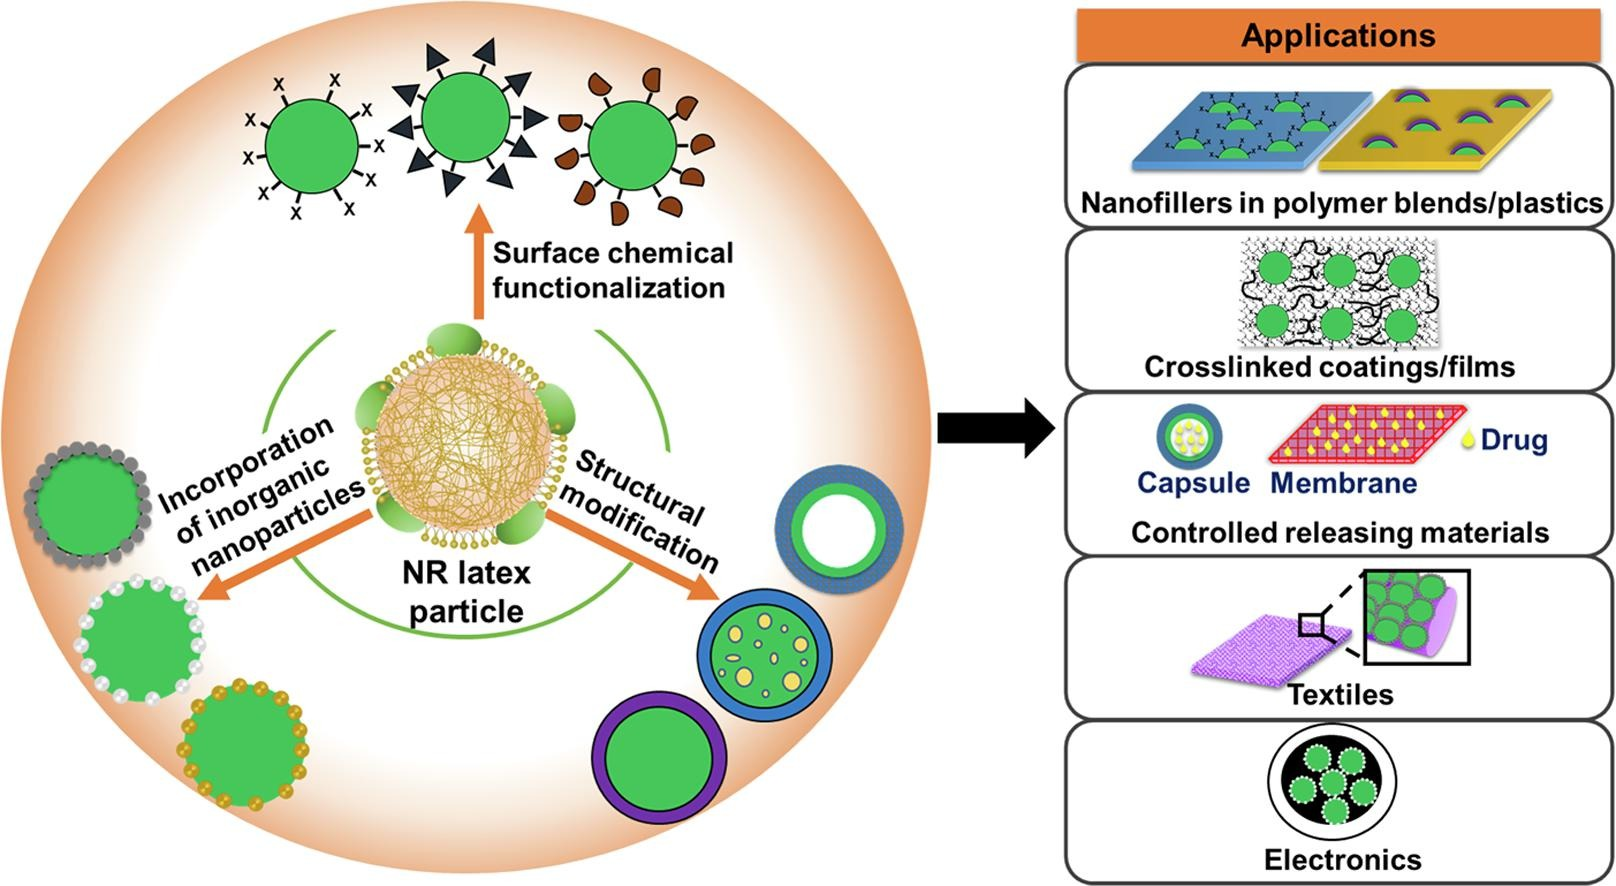 X X
X X
X X
X X
X X
X
Surface chemical
functionalization
Incorporation
of inorganic
nanoparticles
Structural
modification
NR latex
particle
Applications
Nanofillers in polymer blends/plastics
Crosslinked coatings/films
Drug
Capsule Membrane
Controlled releasing materials
Textiles
Electronics